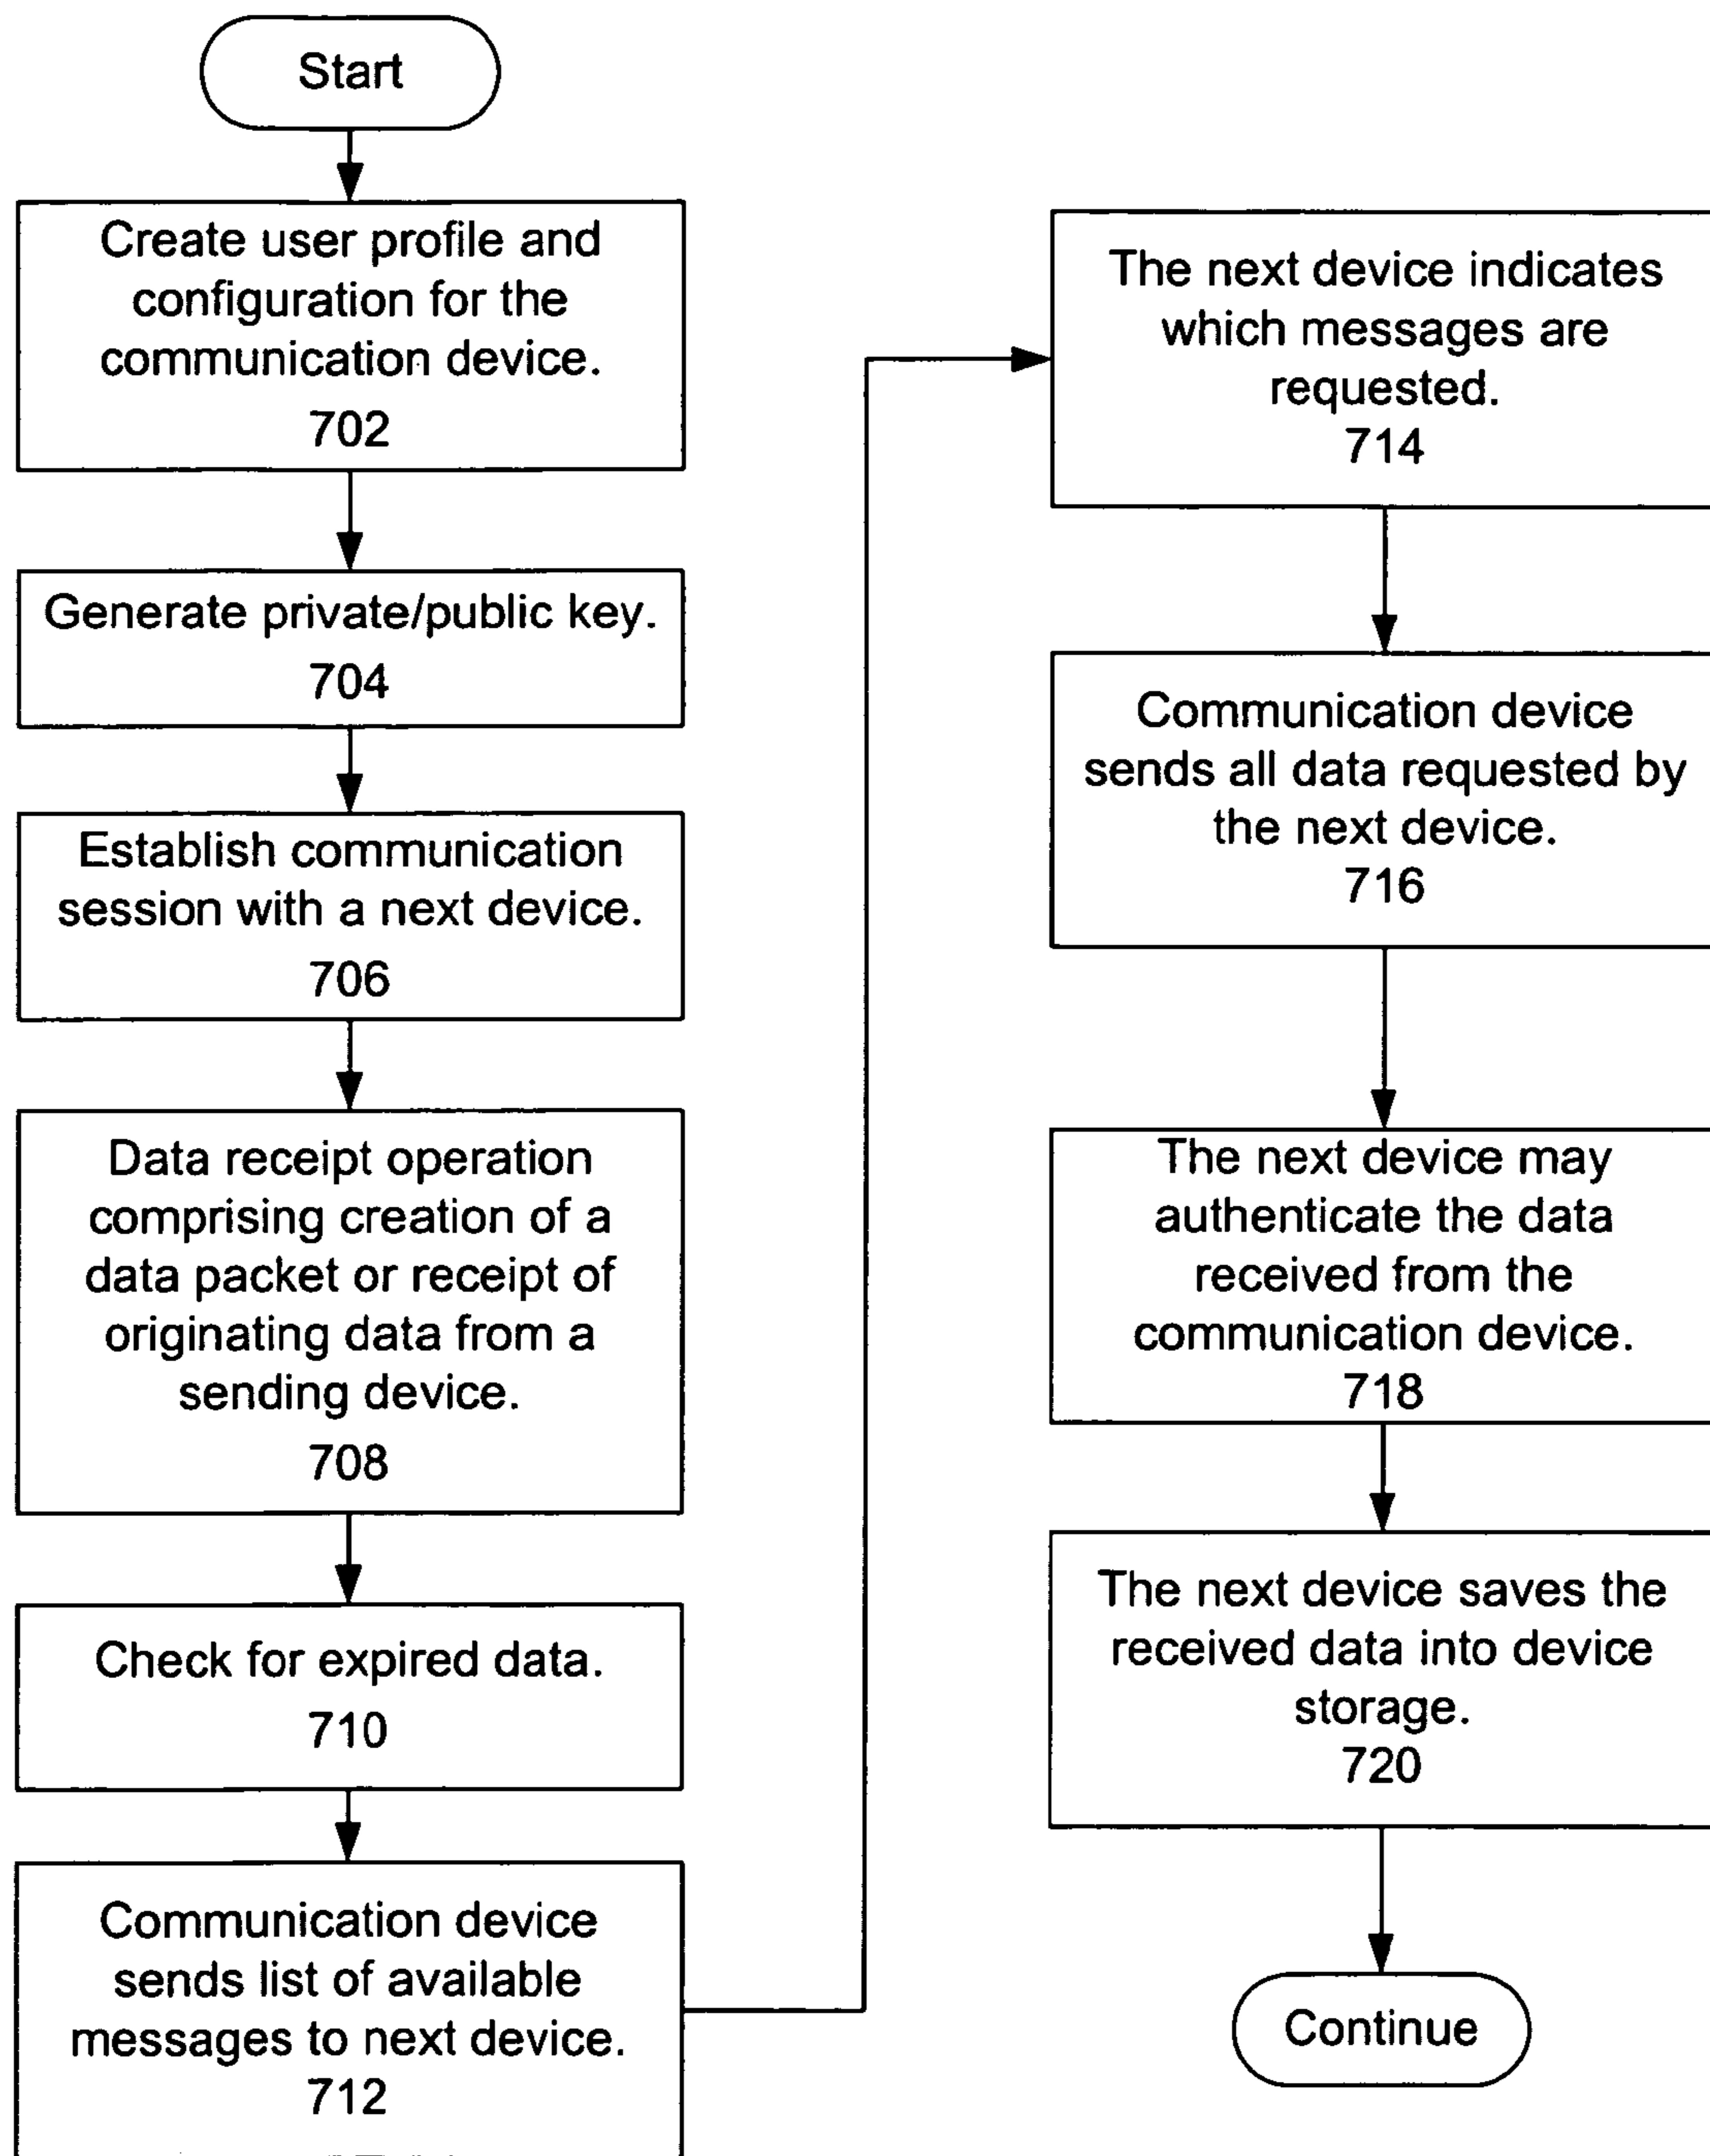 Start
Create user profile and
configuration for the
communication device.
702
Generate private/public key.
704
Establish communication
session with a next device.
706
Data receipt operation
comprising creation of a
data packet or receipt of
originating data from a
sending device.
708
Check for expired data.
710
Communication device
sends list of available
messages to next device.
712
The next device indicates
which messages are
requested.
714
Communication device
sends all data requested by
the next device.
716
The next device may
authenticate the data
received from the
communication device.
718
The next device saves the
received data into device
storage.
720
Continue